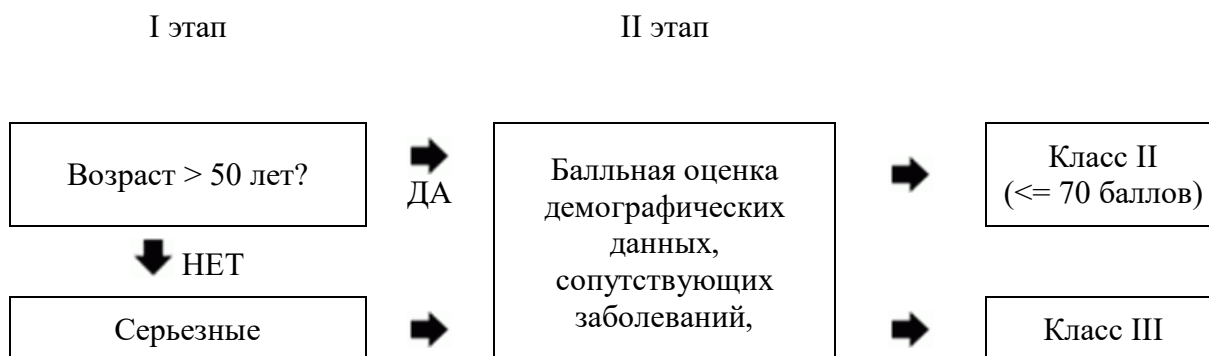 I этап
II этап
Возраст > 50 лет?
ДА
НЕТ
Серьезные
Балльная оценка
демографических
данных,
сопутствующих
заболеваний,
Класс II
(<= 70 баллов)
Класс III